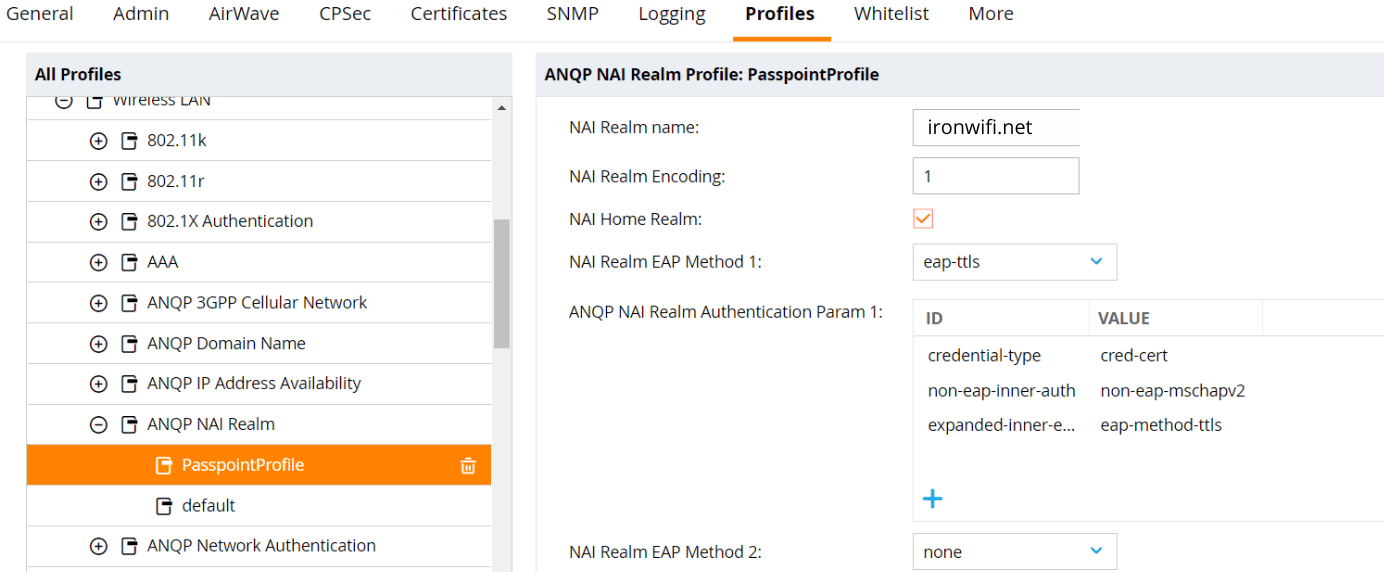 General Admin AirWave CPSec Certificates SNMP Logging Profiles Whitelist More
All Profiles
Wireless LAN
802.11k
802.11r
802.1X Authentication
AAA
ANQP 3GPP Cellular Network
ANQP Domain Name
ANQP IP Address Availability
ANQP NAI Realm
PasspointProfile
default
ANQP Network Authentication
ANQP NAI Realm Profile: PasspointProfile
NAI Realm name: ironwifi.net
NAI Realm Encoding: 1
NAI Home Realm:
NAI Realm EAP Method 1: eap-ttls
ANQP NAI Realm Authentication Param 1:
ID VALUE
credential-type cred-cert
non-eap-inner-auth non-eap-mschapv2
expanded-inner-e... eap-method-ttls
NAI Realm EAP Method 2: none